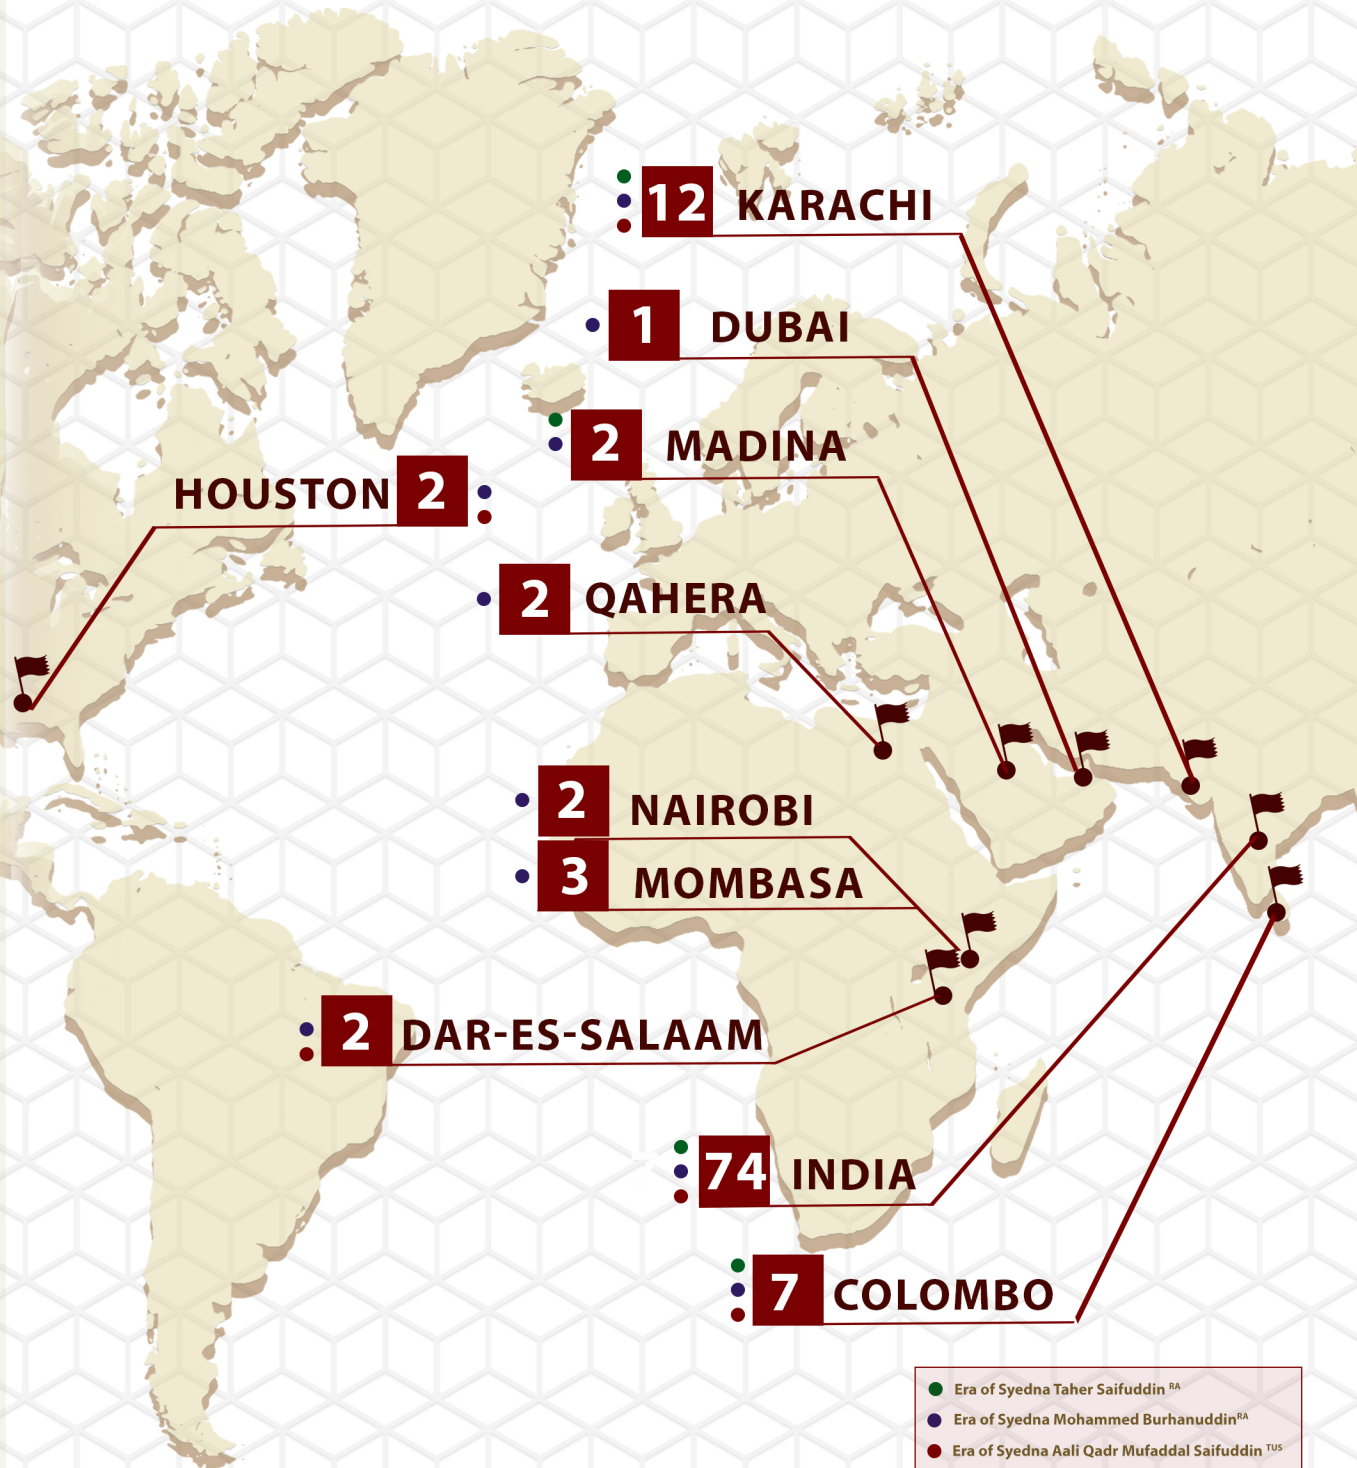 12 KARACHI
1 DUBAI
2 MADINA
HOUSTON 2
2 QAHERA
2 NAIROBI
3 MOMBASA
2 DAR-ES-SALAAM
74 INDIA
7 COLOMBO
Era of Syedna Taher Saifuddin RA
Era of Syedna Mohammed Burhanuddin RA
Era of Syedna Aali Qadr Mufaddal Saifuddin TUS